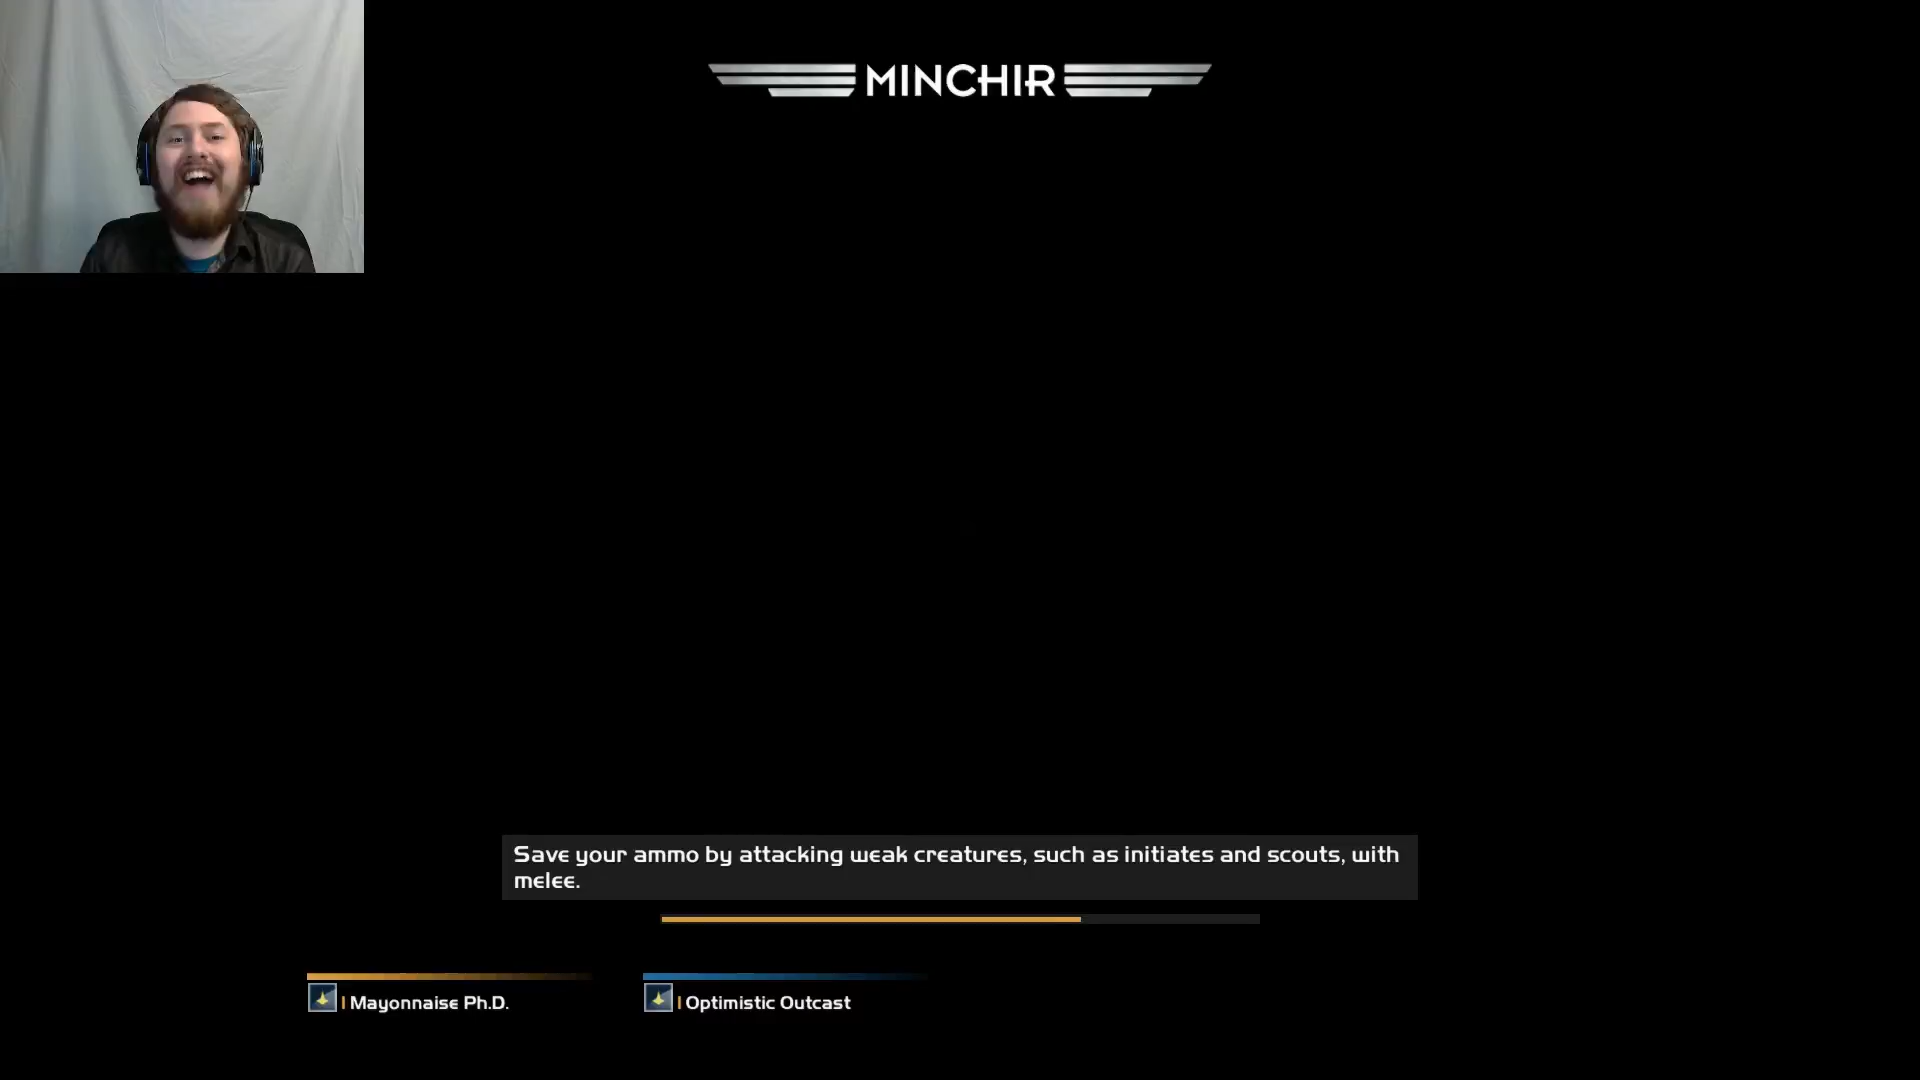 MINCHIR
Save your ammo by attacking weak creatures, such as initiates and scouts, with
melee.
I Mayonnaise Ph.D.
I Optimistic Outcast